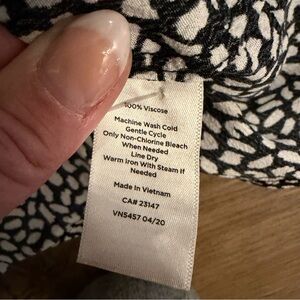 100% Viscose
Machine Wash Cold
Gentle Cycle
Only Non-Chlorine Bleach
When Needed
Line Dry
Warm Iron With Steam If
Needed
Made in Vietnam
CA# 23147
VN5457 04/20